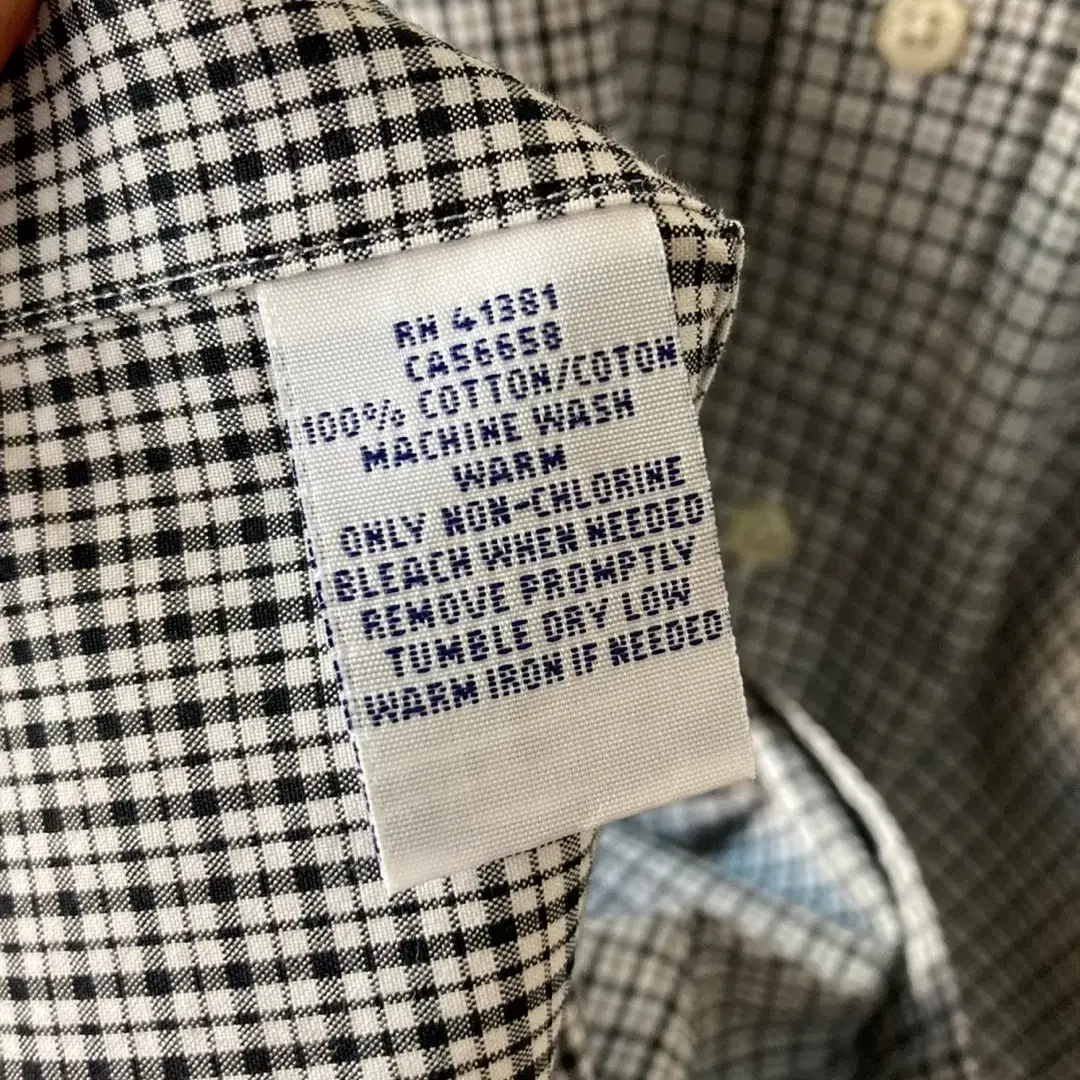 RN 41381
CA56658
100% COTTON/COTON
MACHINE WASH
WARM
ONLY NON-CHLORINE
BLEACH WHEN NEEDED
REMOVE PROMPTLY
TUMBLE DRY LOW
WARM IRON IF NEEDED